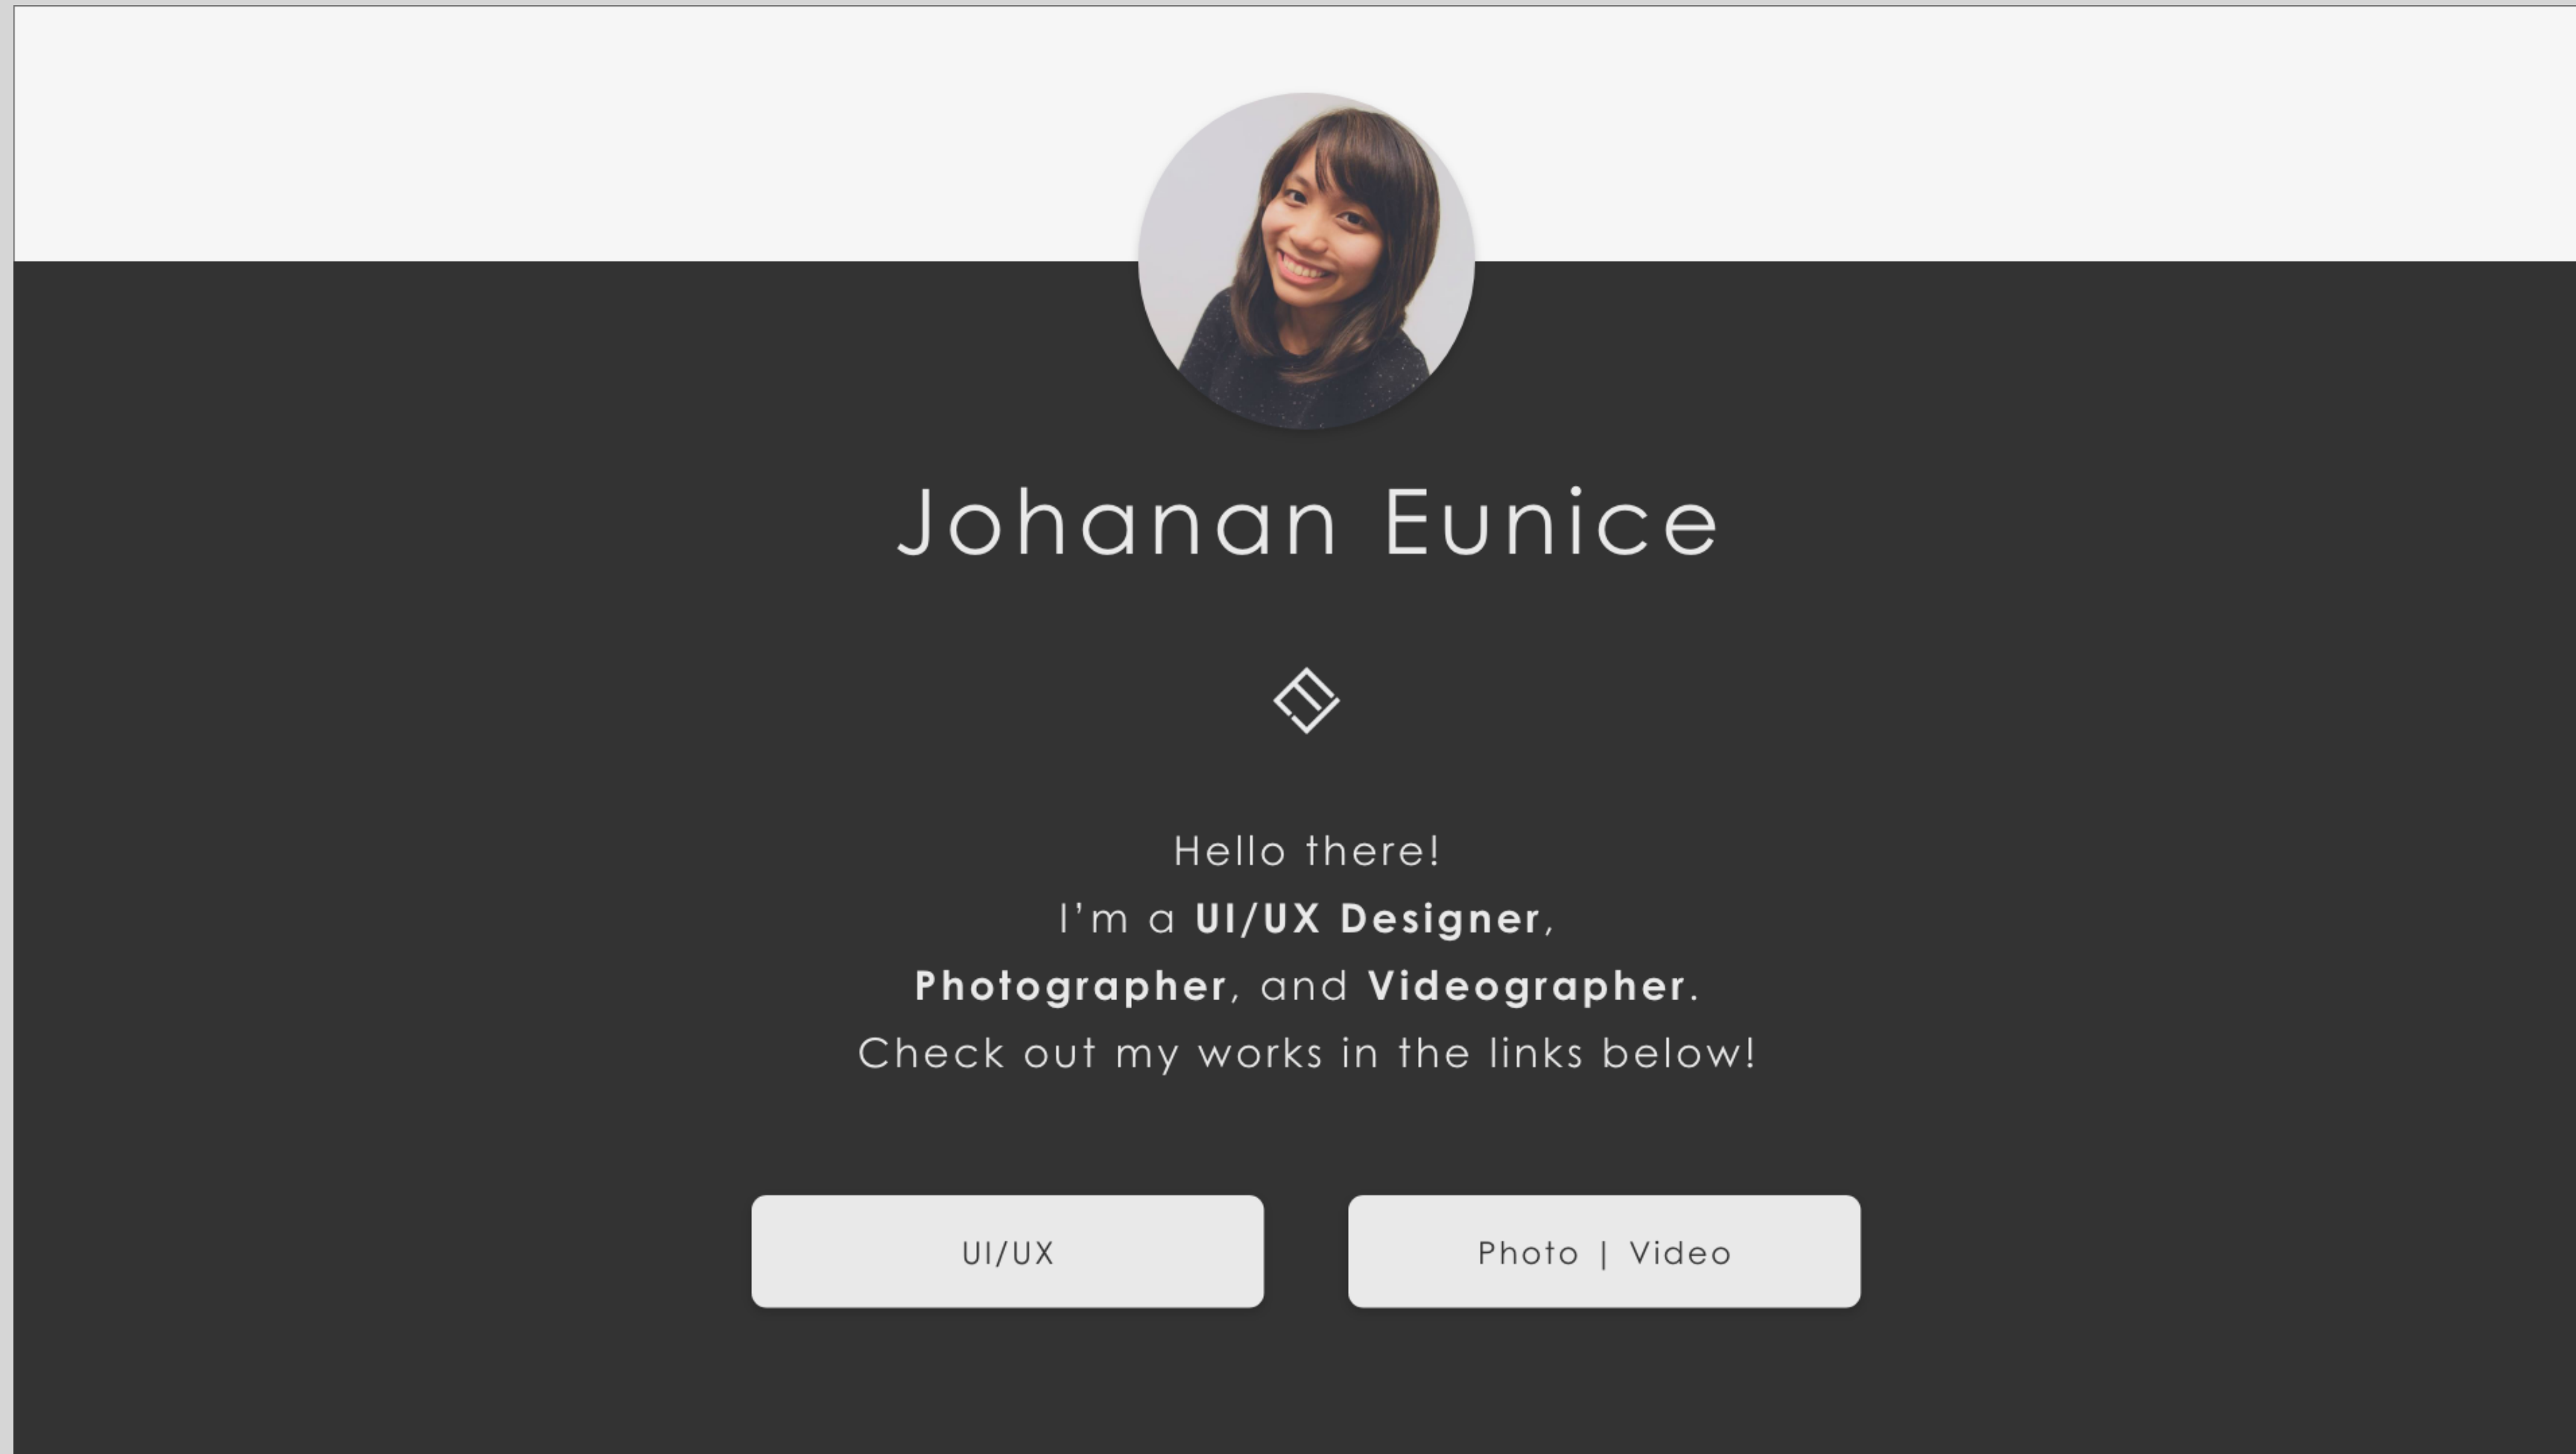 Johanan Eunice
Hello there!
I’m a UI/UX Designer,
Photographer, and Videographer.
Check out my works in the links below!
UI/UX
Photo | Video